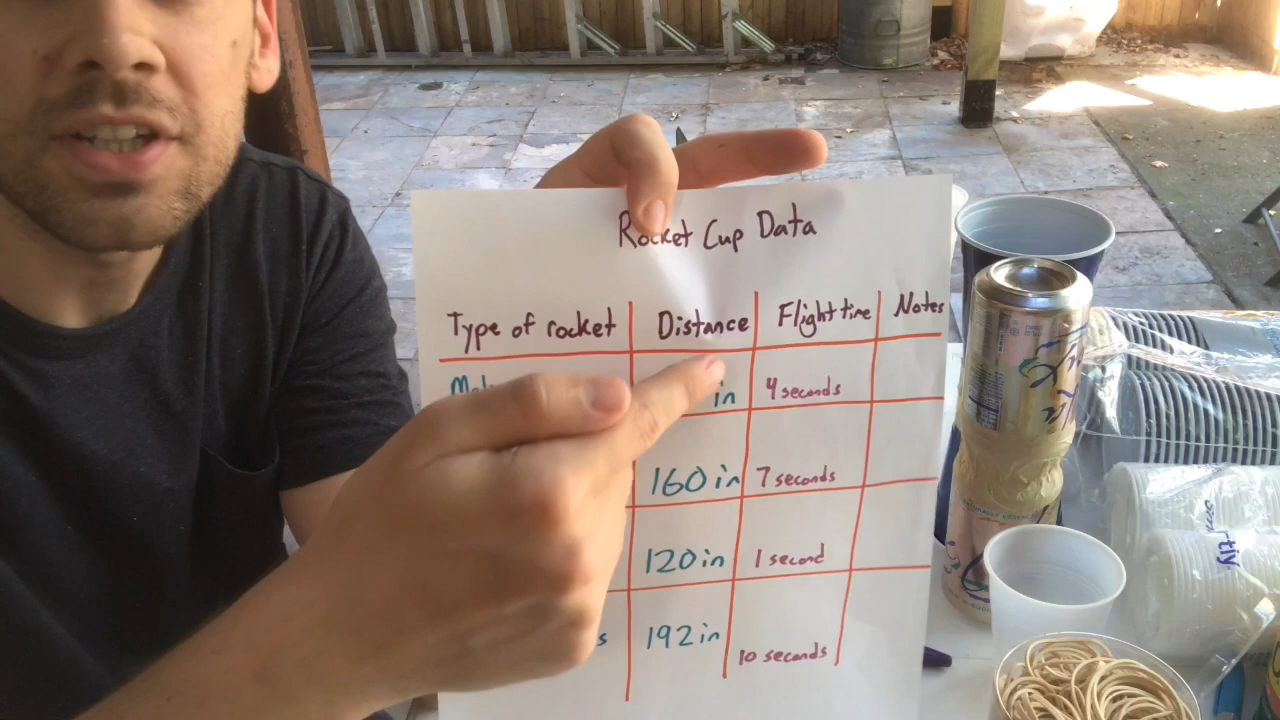 Rocket Cup Data
Type of rocket Distance Flight time Notes
in 4 seconds
160 in 7 seconds
120 in 1 second
192 in 10 seconds